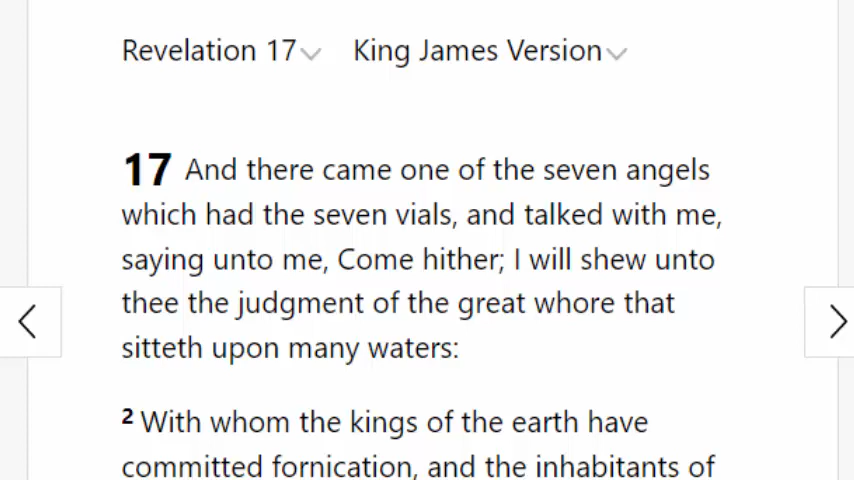 Revelation 17 King James Version
17 And there came one of the seven angels
which had the seven vials, and talked with me,
saying unto me, Come hither; I will shew unto
thee the judgment of the great whore that
sitteth upon many waters:
2 With whom the kings of the earth have
committed fornication, and the inhabitants of